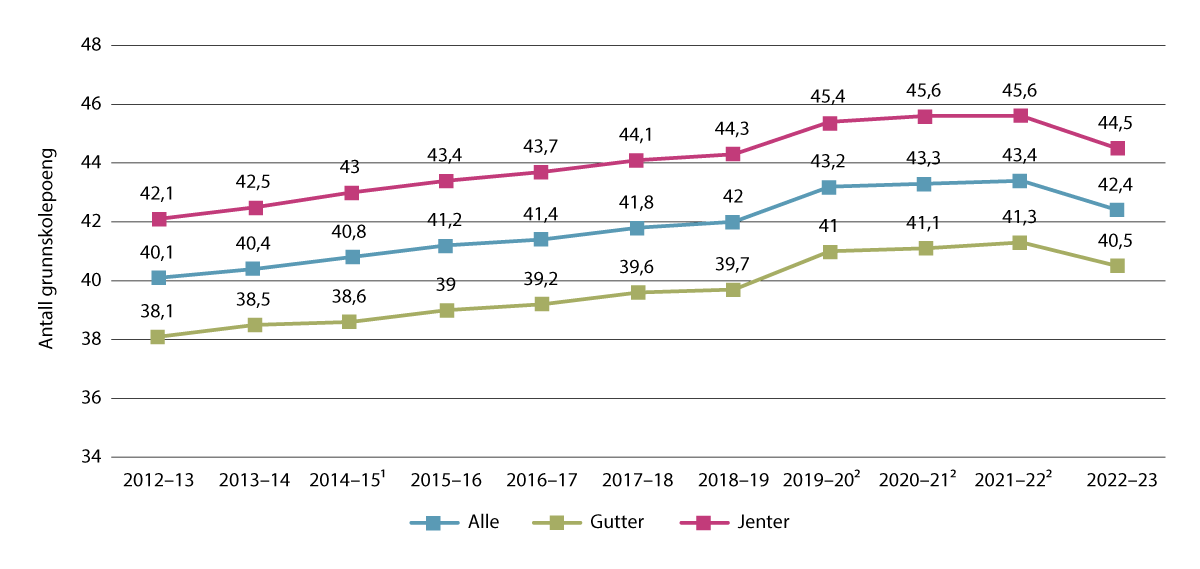 Antall grunnskolepoeng
48
46
44
42
40
38
36
34
42,1 42,5 43 43,4 43,7 44,1 44,3 45,4 45,6 45,6 44,5
40,1 40,4 40,8 41,2 41,4 41,8 42 43,2 43,3 43,4 42,4
38,1 38,5 38,6 39 39,2 39,6 39,7 41 41,1 41,3 40,5
2012–13 2013–14 2014–15¹ 2015–16 2016–17 2017–18 2018–19 2019–20² 2020–21² 2021–22² 2022–23
Alle Gutter Jenter